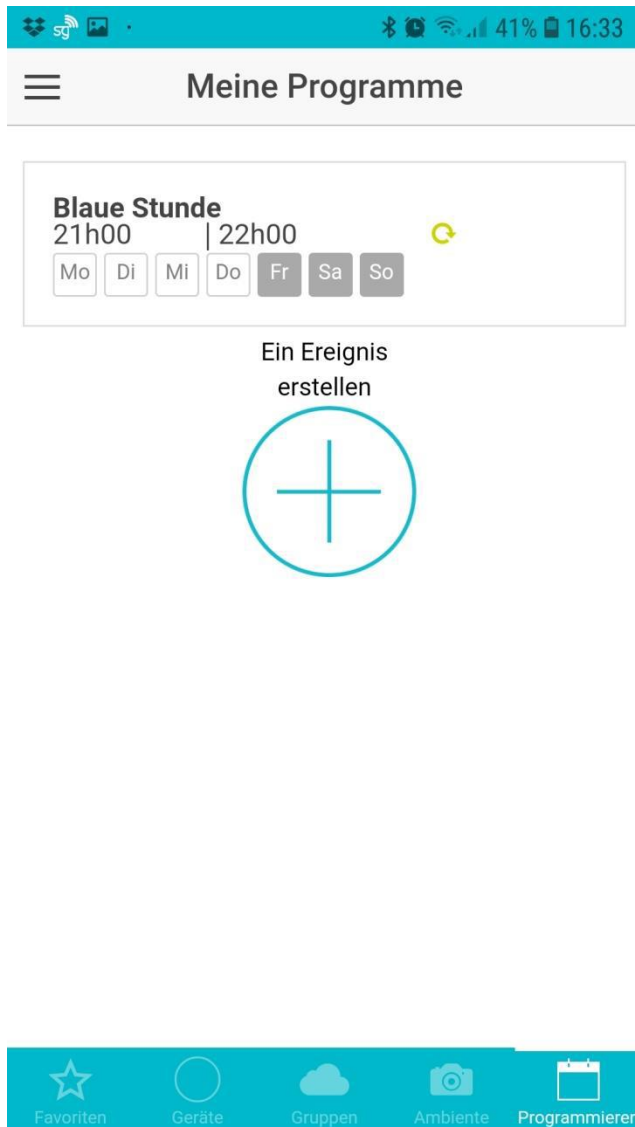 sg 41% 16:33
Meine Programme
Blaue Stunde
21h00 | 22h00
Mo Di Mi Do Fr Sa So
Ein Ereignis
erstellen
Favoriten Geräte Gruppen Ambiente Programmieren